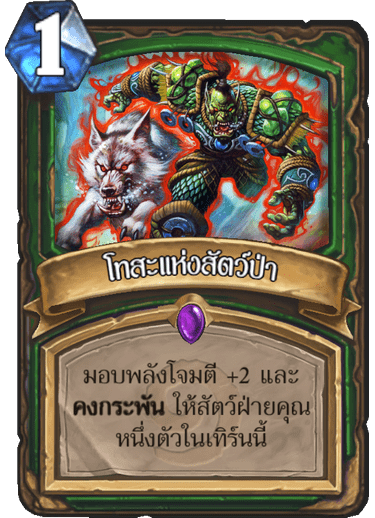 1
โทสะแห่งสัตว์ป่า
มอบพลังโจมตี +2 และ
คงกระพัน ให้สัตว์ฝ่ายคุณ
หนึ่งตัวในเทิร์นนี้